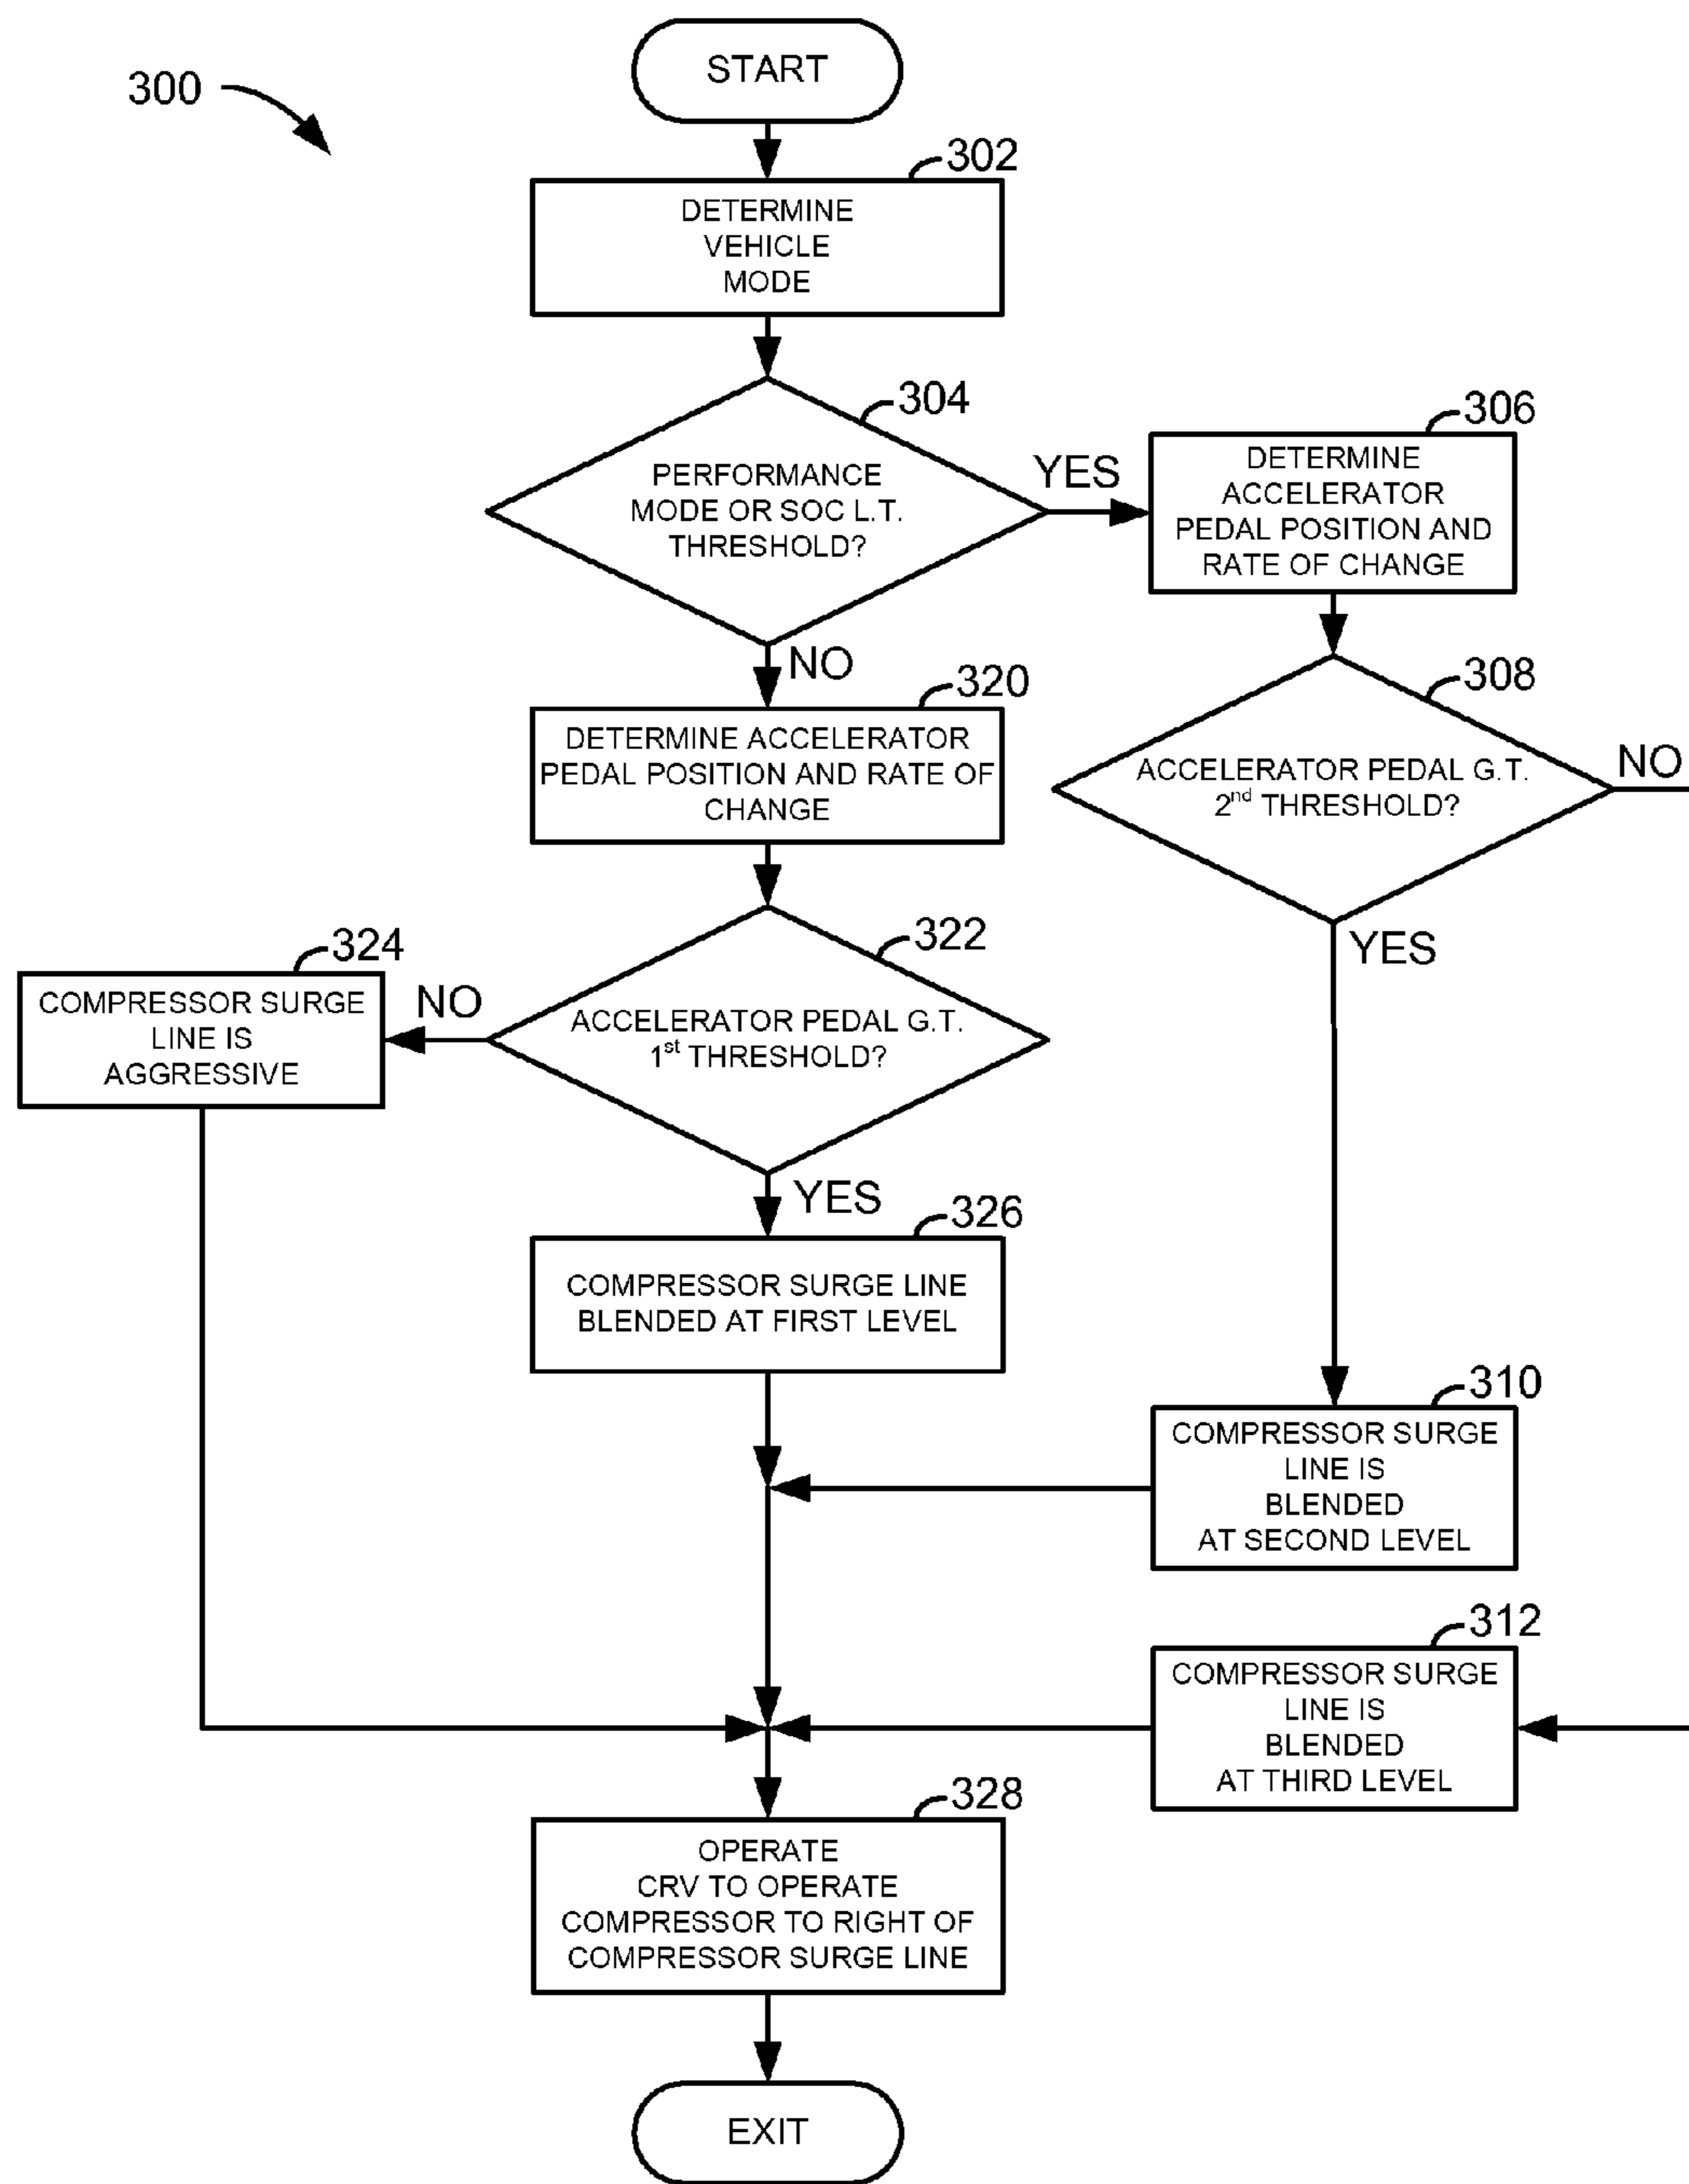 START
300
302
DETERMINE
VEHICLE
MODE
304
PERFORMANCE
MODE OR SOC L.T.
THRESHOLD?
YES
306
DETERMINE
ACCELERATOR
PEDAL POSITION AND
RATE OF CHANGE
NO
308
ACCELERATOR PEDAL G.T.
2nd THRESHOLD?
NO
YES
320
DETERMINE ACCELERATOR
PEDAL POSITION AND RATE OF
CHANGE
322
ACCELERATOR PEDAL G.T.
1st THRESHOLD?
NO
324
COMPRESSOR SURGE
LINE IS
AGGRESSIVE
YES
326
COMPRESSOR SURGE LINE
BLENDED AT FIRST LEVEL
310
COMPRESSOR SURGE
LINE IS
BLENDED
AT SECOND LEVEL
312
COMPRESSOR SURGE
LINE IS
BLENDED
AT THIRD LEVEL
328
OPERATE
CRV TO OPERATE
COMPRESSOR TO RIGHT OF
COMPRESSOR SURGE LINE
EXIT